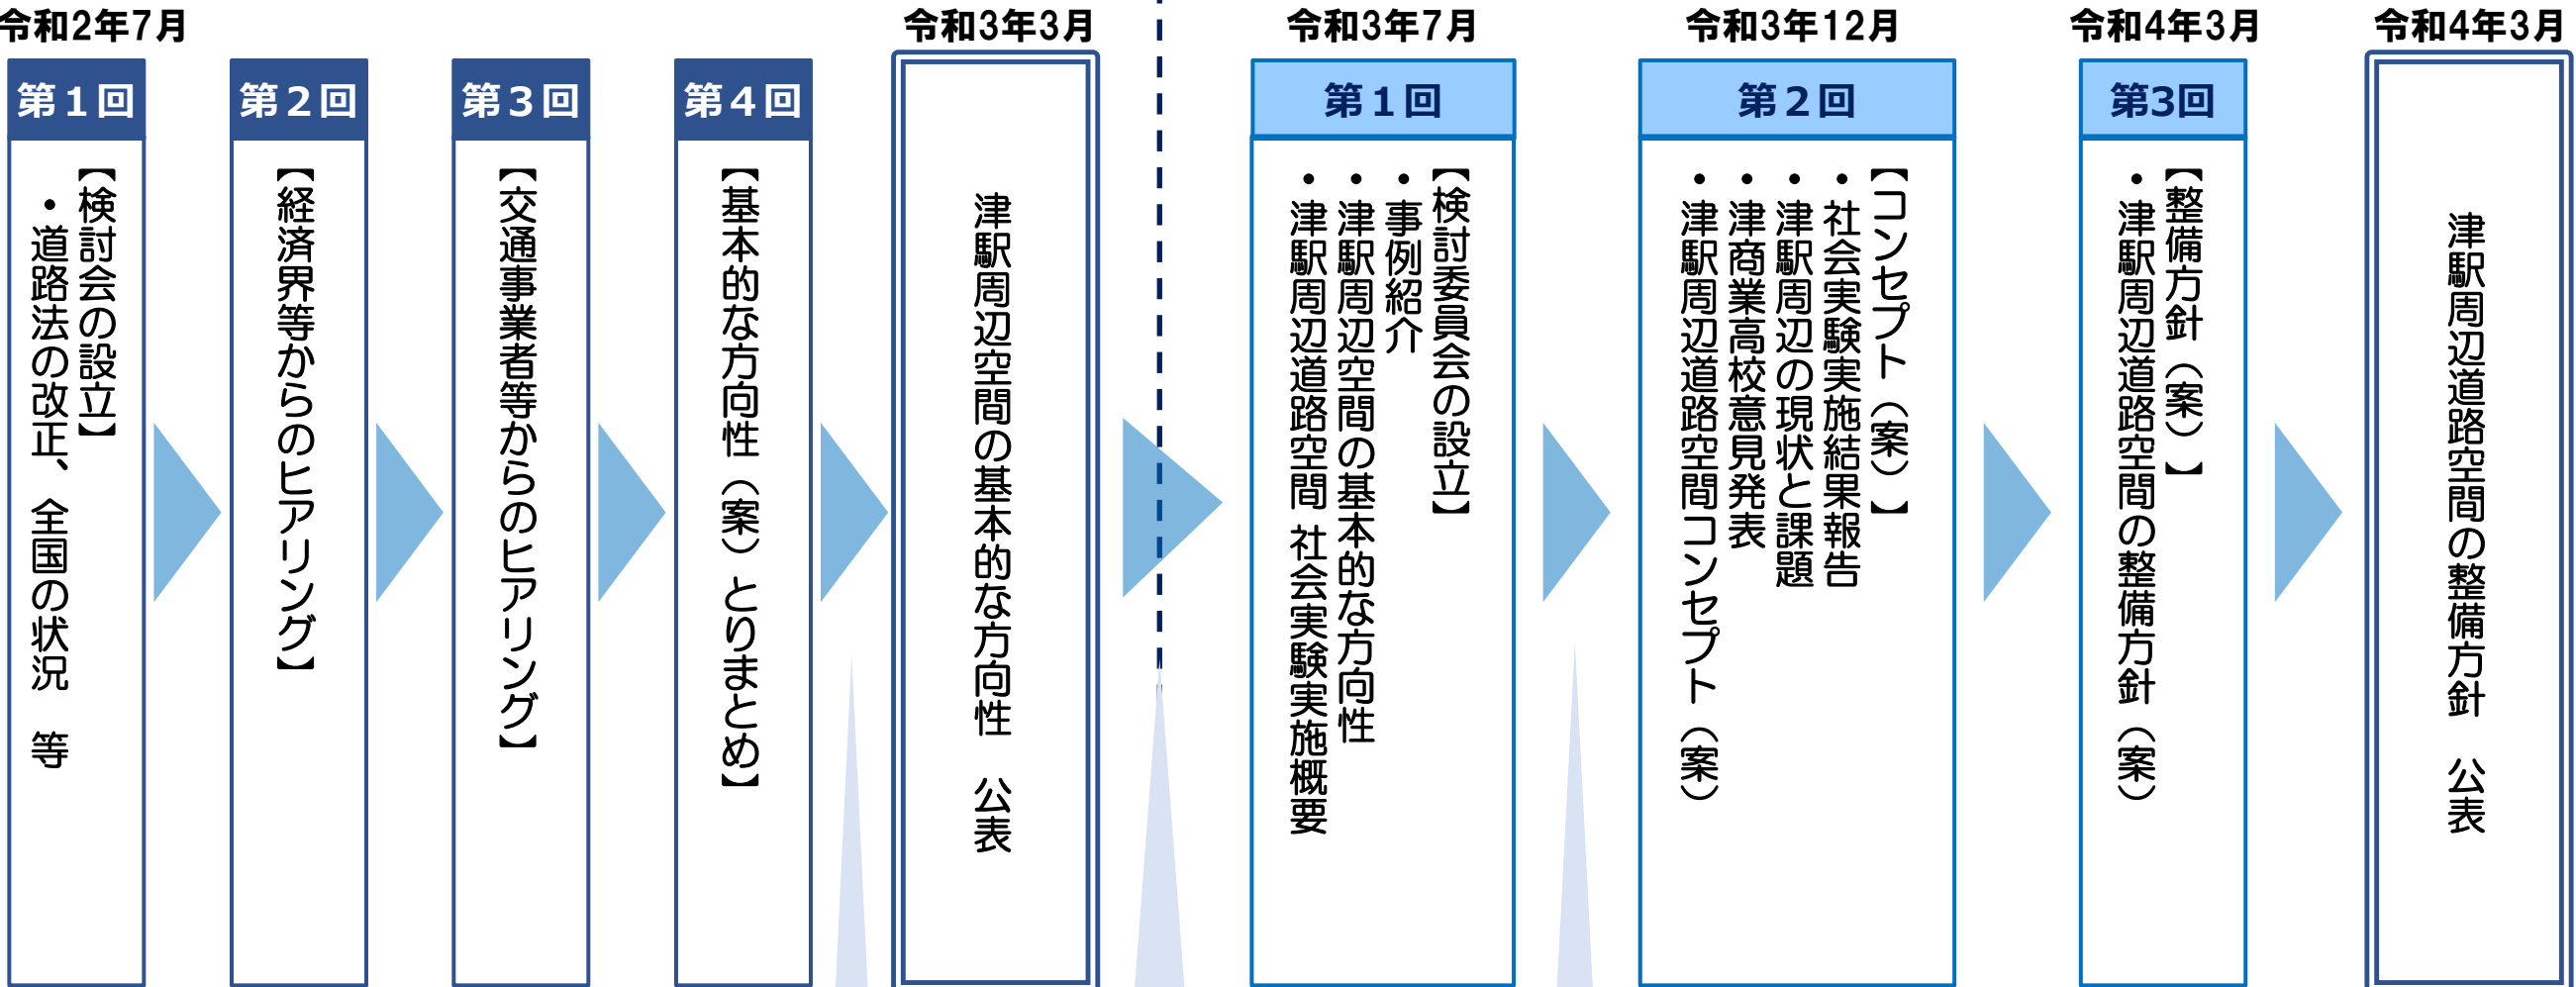 令和2年7月
第１回
【検討会の設立】
・道路法の改正、全国の状況　等
第２回
【経済界等からのヒアリング】
第３回
【交通事業者等からのヒアリング】
第４回
【基本的な方向性（案）とりまとめ】
令和3年3月
津駅周辺空間の基本的な方向性　公表
令和3年7月
第１回
【検討委員会の設立】
・事例紹介
・津駅周辺空間の基本的な方向性
・津駅周辺道路空間 社会実験実施概要
令和3年12月
第２回
【コンセプト（案）】
・社会実験実施結果報告
・津駅周辺の現状と課題
・津商業高校意見発表
・津駅周辺道路空間コンセプト（案）
令和4年3月
第3回
【整備方針（案）】
・津駅周辺道路空間の整備方針（案）
令和4年3月
津駅周辺道路空間の整備方針　公表